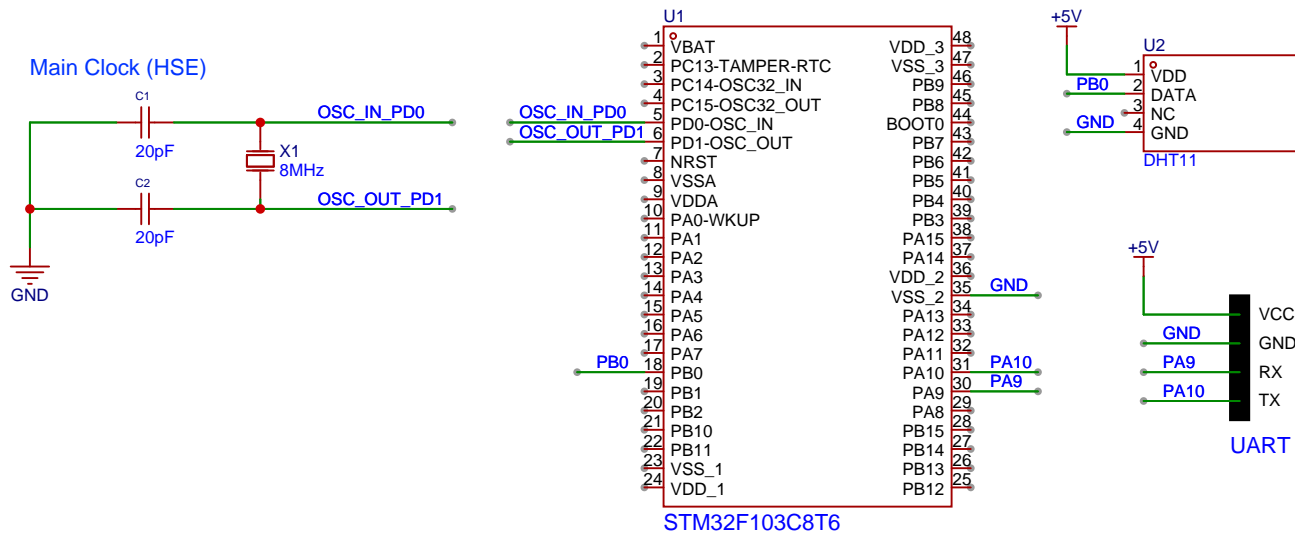 Main Clock (HSE)
C1
20pF
OSC_IN_PD0
X1
8MHz
C2
20pF
OSC_OUT_PD1
GND
OSC_IN_PD0
OSC_OUT_PD1
PB0
U1
1 VBAT
2 PC13-TAMPER-RTC
3 PC14-OSC32_IN
4 PC15-OSC32_OUT
5 PD0-OSC_IN
6 PD1-OSC_OUT
7 NRST
8 VSSA
9 VDDA
10 PA0-WKUP
11 PA1
12 PA2
13 PA3
14 PA4
15 PA5
16 PA6
17 PA7
18 PB0
19 PB1
20 PB2
21 PB10
22 PB11
23 VSS_1
24 VDD_1
VDD_3 48
VSS_3 47
PB9 46
PB8 45
BOOT0 44
PB7 43
PB6 42
PB5 41
PB4 40
PB3 39
PA15 38
PA14 37
VDD_2 36
VSS_2 35
PA13 34
PA12 33
PA11 32
PA10 31
PA9 30
PA8 29
PB15 28
PB14 27
PB13 26
PB12 25
STM32F103C8T6
GND
PA10
PA9
+5V
U2
1 VDD
PB0 2 DATA
3 NC
GND 4 GND
DHT11
+5V
VCC
GND GND
PA9 RX
PA10 TX
UART